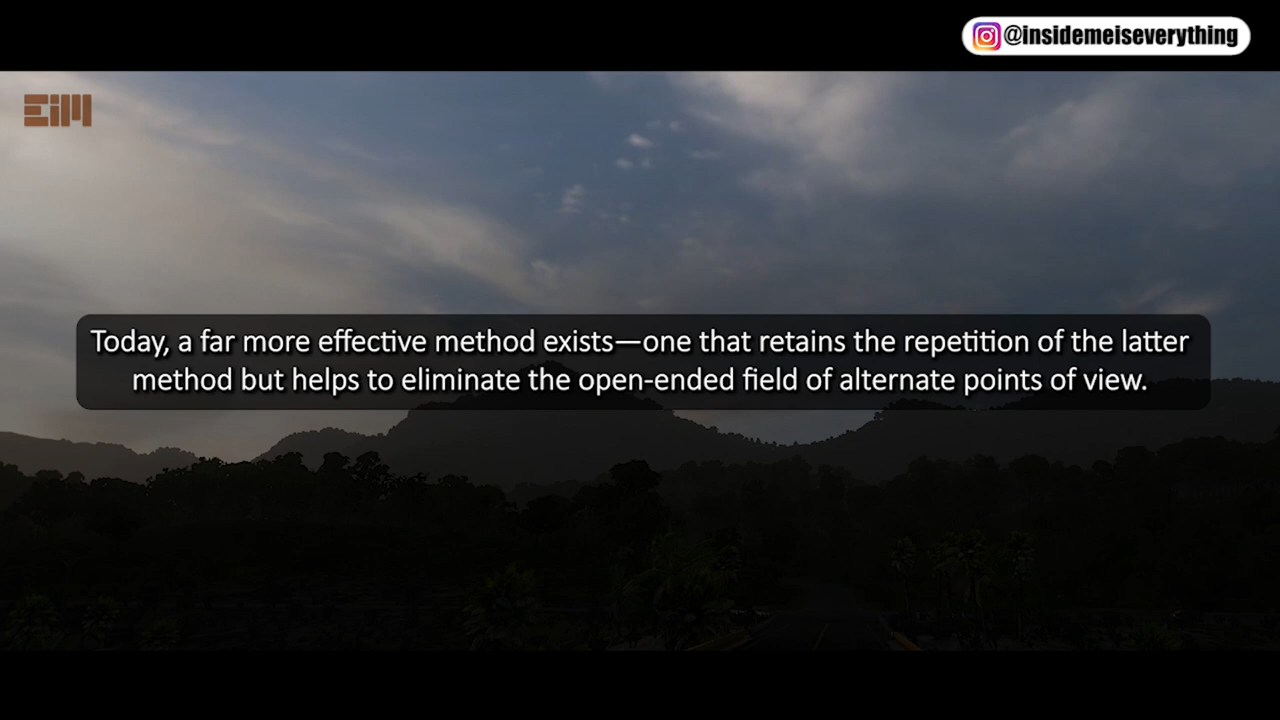 @insidemeiseverything
EiM
Today, a far more effective method exists—one that retains the repetition of the latter
method but helps to eliminate the open-ended field of alternate points of view.